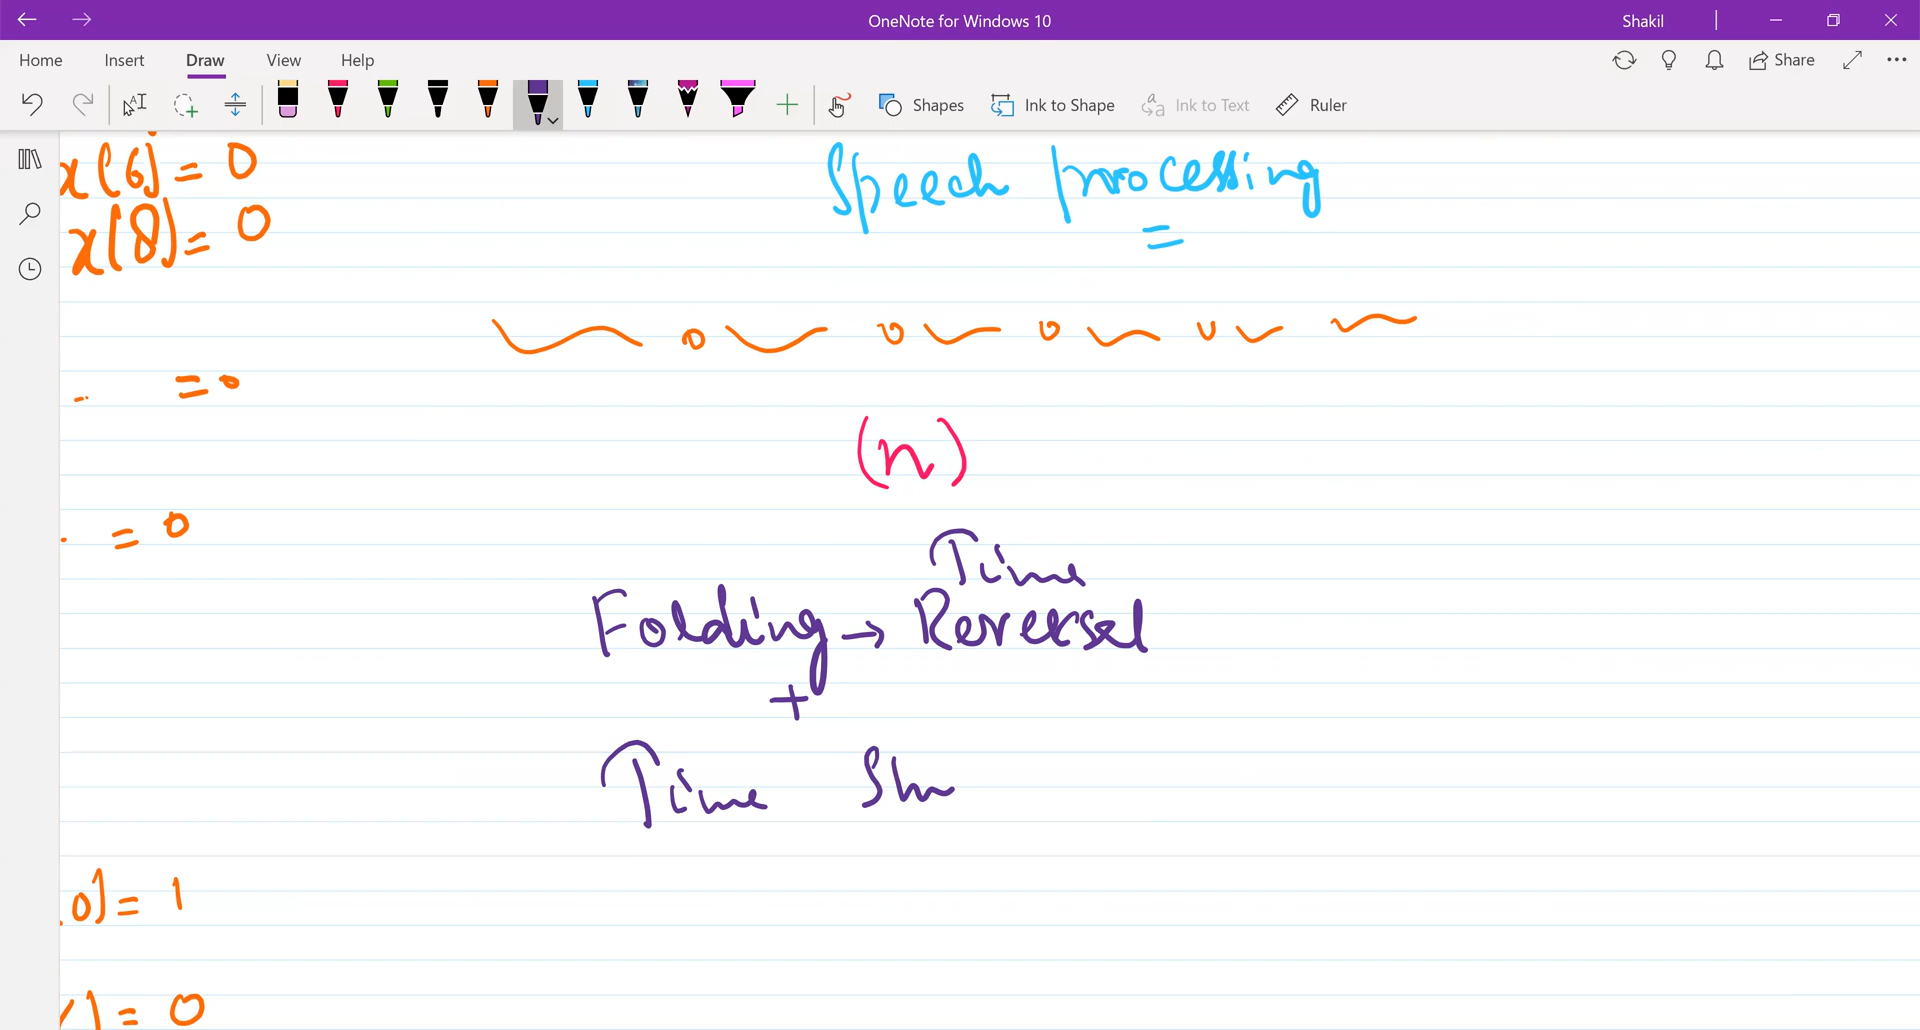 OneNote for Windows 10
Shakil
Home Insert Draw View Help
Share
Shapes Ink to Shape Ink to Text Ruler
x[6] = 0
Speech processing
=
x[8] = 0
= 0
(n)
= 0
Time
Folding → Reversal
+
Time Sh
0] = 1
] = 0